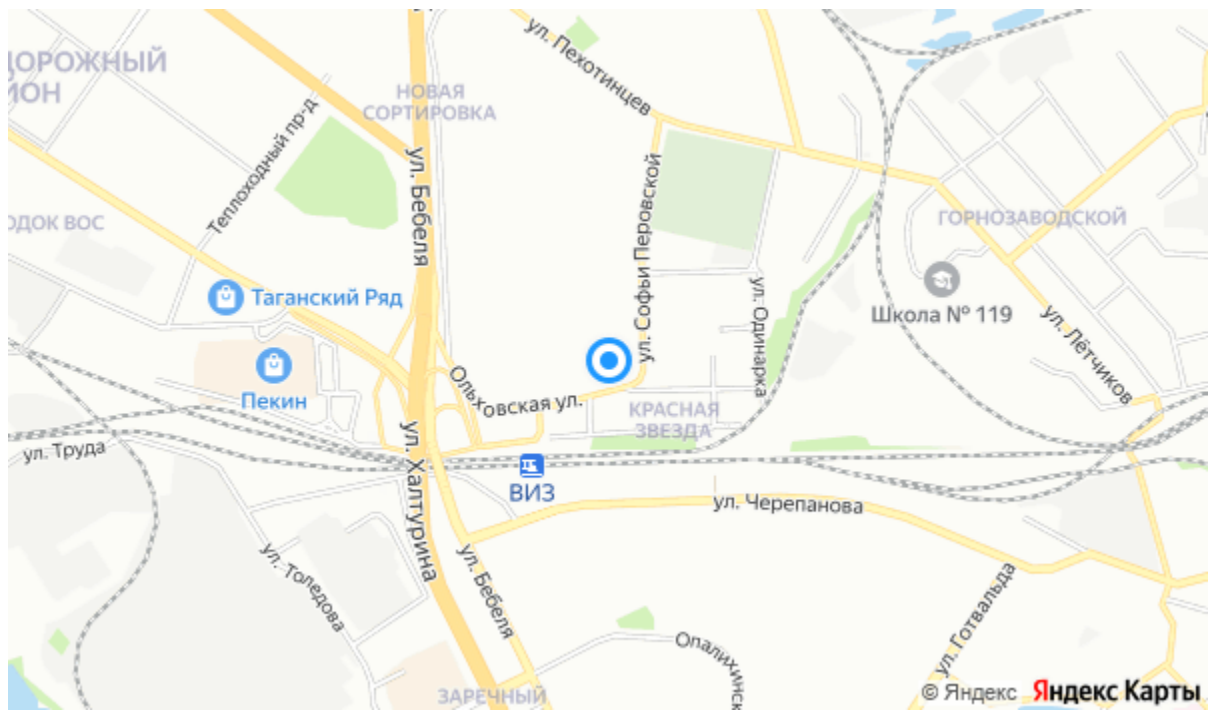 ДОРОЖНЫЙ
ИОН
НОВАЯ
СОРТИРОВКА
ул. Пехотинцев
Теплоходный пр-д
ул. Бебеля
ул. Софьи Перовской
ОДОК ВОС
ГОРНОЗАВОДСКОЙ
Таганский Ряд
ул. Одинарка
Школа № 119
ул. Лётчиков
Пекин
Ольховская ул.
КРАСНАЯ
ЗВЕЗДА
ул. Труда
ул. Халтурина
ВИЗ
ул. Черепанова
ул. Толедова
ул. Бебеля
ул. Готвальда
Опалихинск
ЗАРЕЧНЫЙ
© Яндекс Яндекс Карты